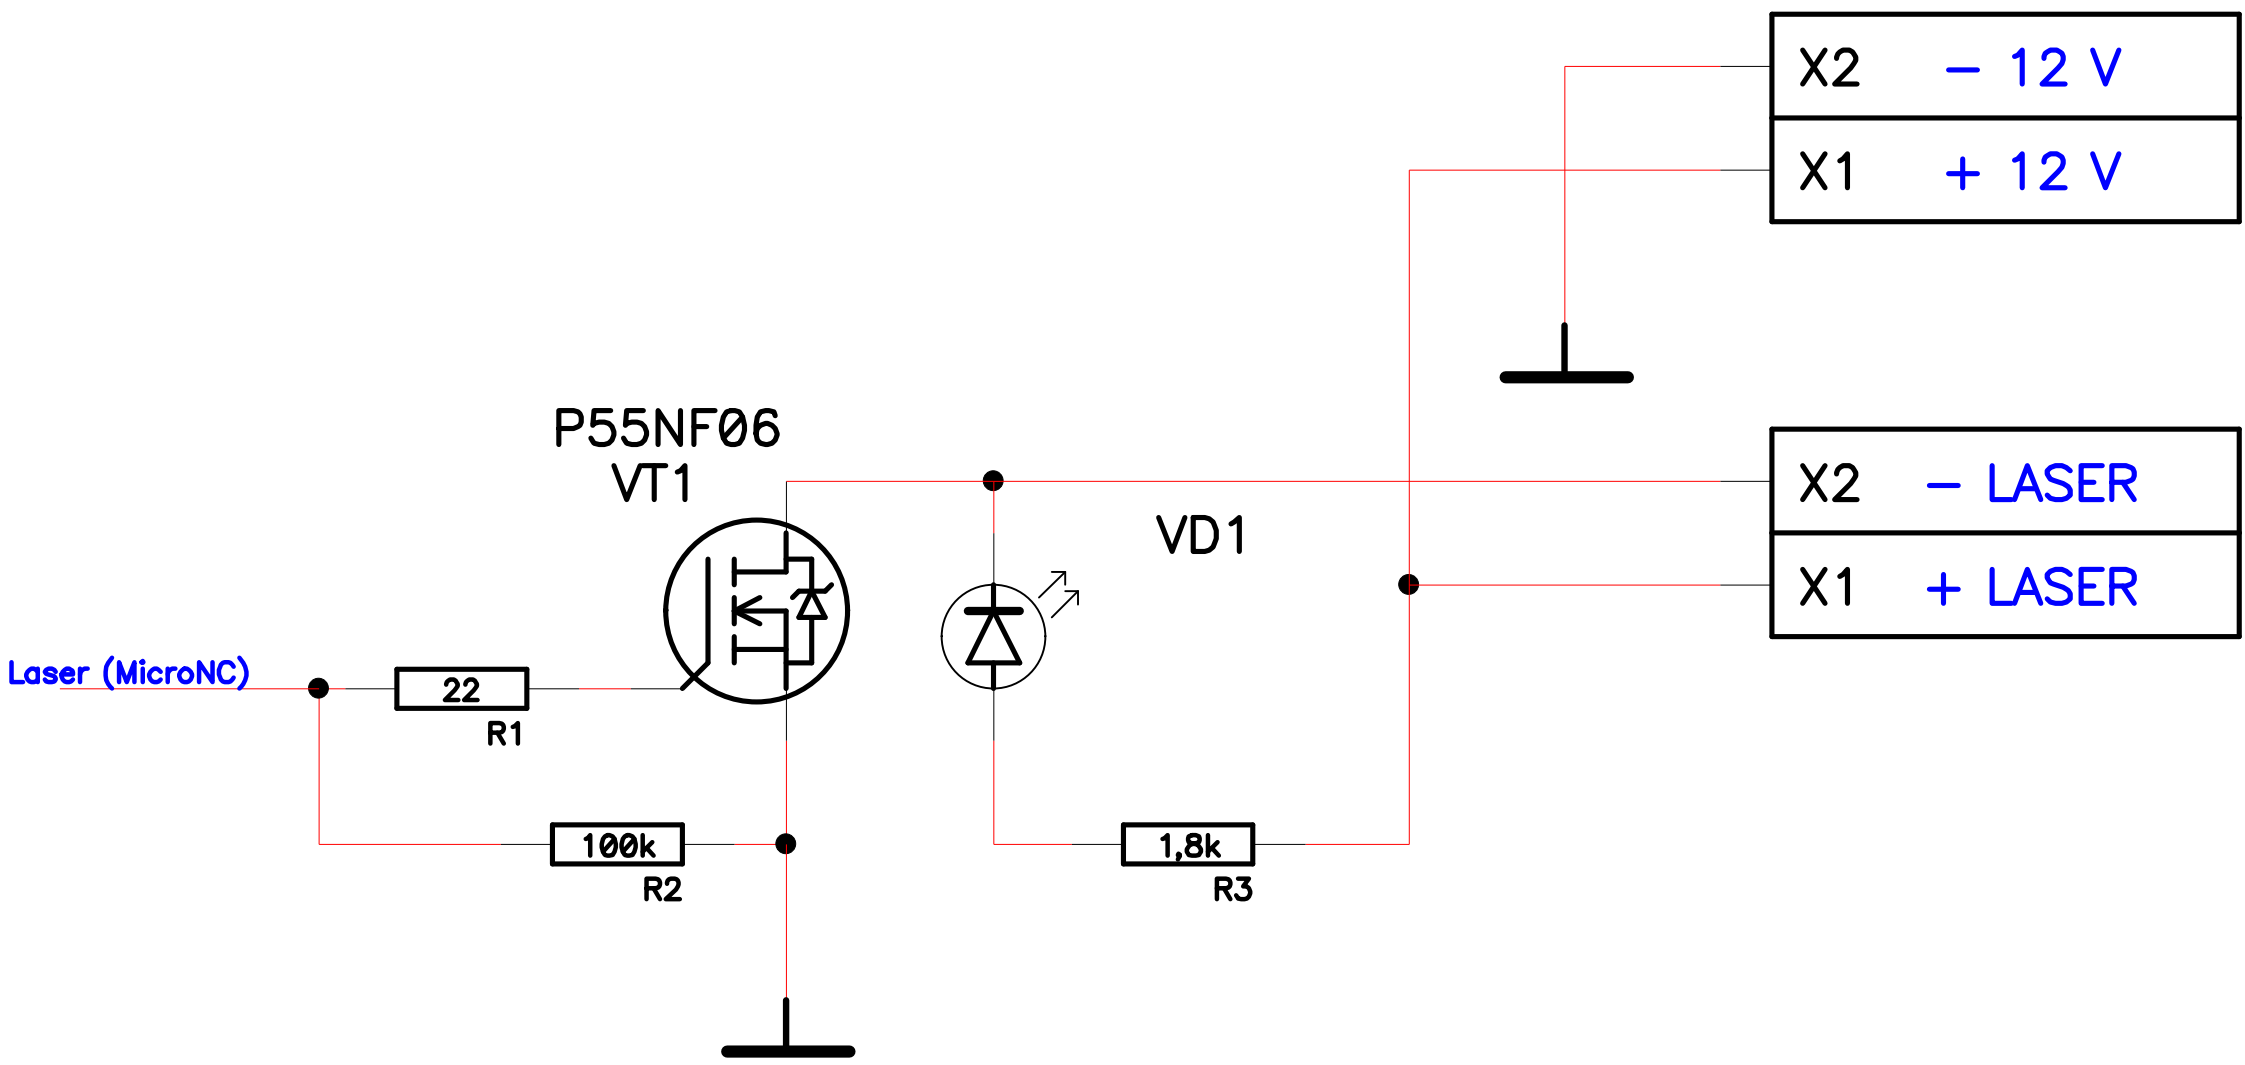 X2 - 12 V
X1 + 12 V
P55NF06
VT1
X2 - LASER
VD1
X1 + LASER
Laser (MicroNC)
22
R1
100k
R2
1,8k
R3